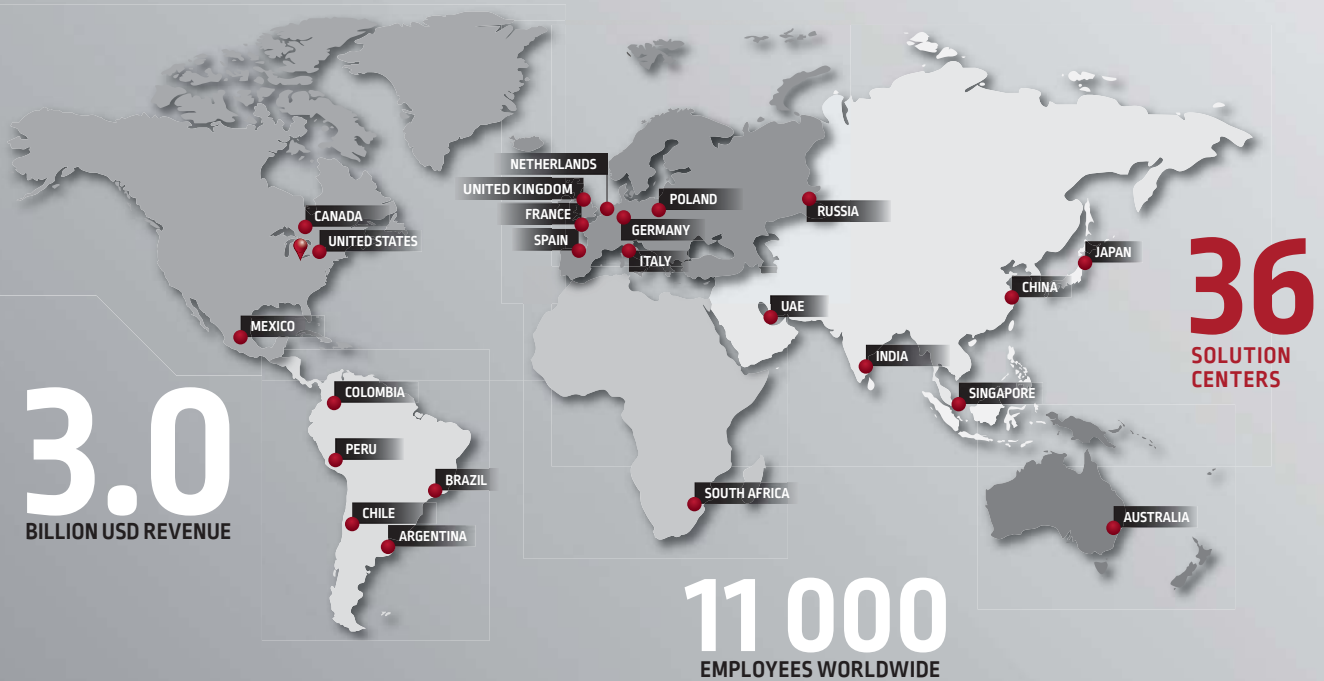 NETHERLANDS
UNITED KINGDOM
POLAND
FRANCE
RUSSIA
CANADA
GERMANY
SPAIN
UNITED STATES
ITALY
JAPAN
CHINA
UAE
MEXICO
INDIA
36
SOLUTION
CENTERS
COLOMBIA
SINGAPORE
3.0
BILLION USD REVENUE
PERU
BRAZIL
SOUTH AFRICA
CHILE
AUSTRALIA
ARGENTINA
11 000
EMPLOYEES WORLDWIDE